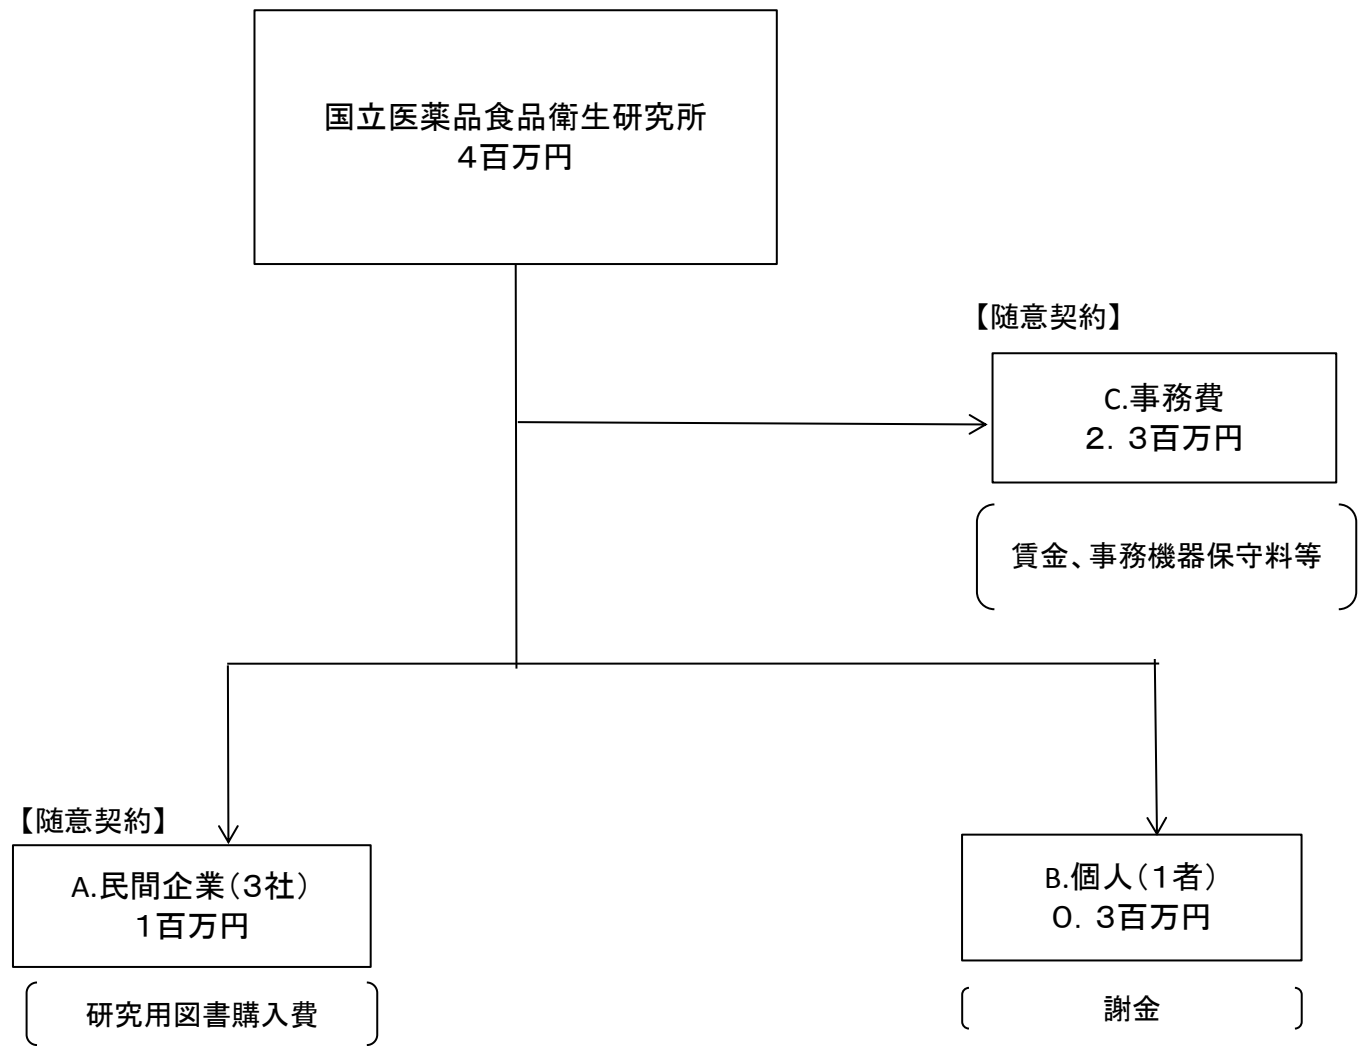 国立医薬品食品衛生研究所
４百万円
【随意契約】
C.事務費
２．３百万円
賃金、事務機器保守料等
【随意契約】
A.民間企業（３社）
１百万円
研究用図書購入費
B.個人（１者）
０．３百万円
謝金